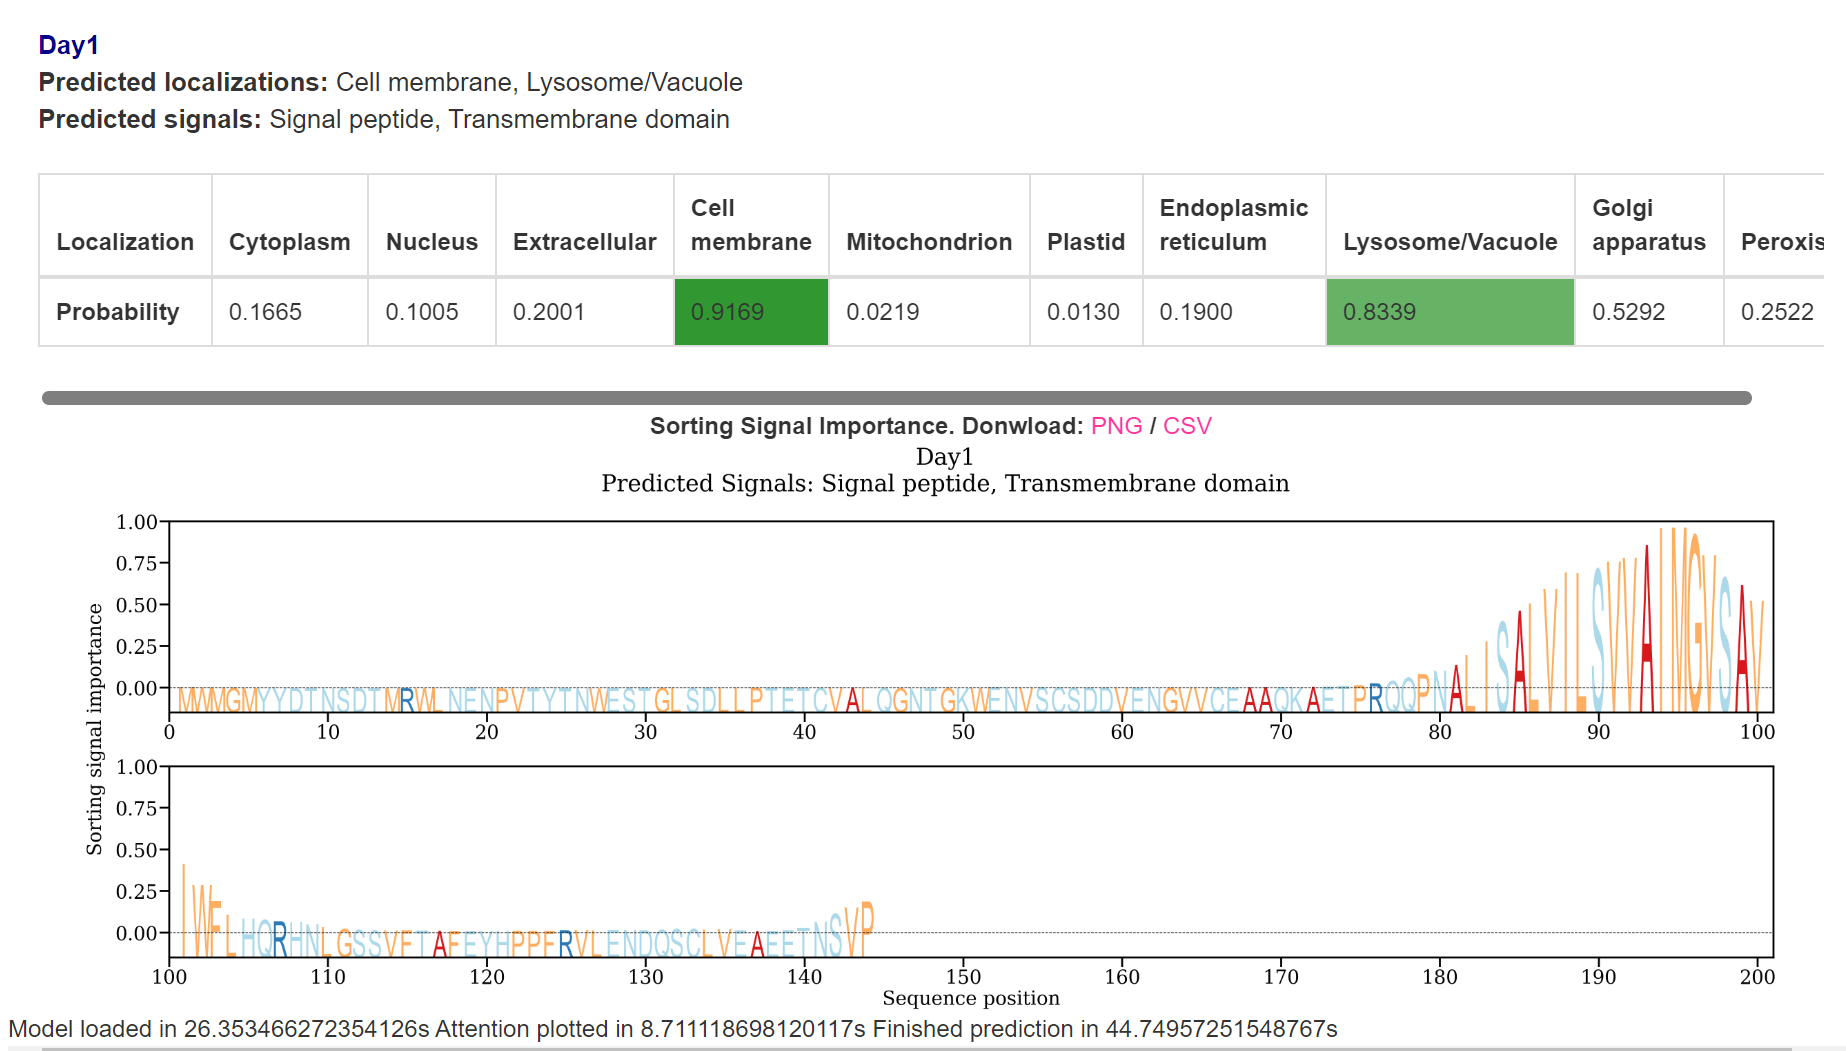 Day1
Predicted localizations: Cell membrane, Lysosome/Vacuole
Predicted signals: Signal peptide, Transmembrane domain
Localization Cytoplasm Nucleus Extracellular Cell membrane Mitochondrion Plastid Endoplasmic reticulum Lysosome/Vacuole Golgi apparatus Peroxis
Probability 0.1665 0.1005 0.2001 0.9169 0.0219 0.0130 0.1900 0.8339 0.5292 0.2522
Sorting Signal Importance. Donwload: PNG / CSV
Day1
Predicted Signals: Signal peptide, Transmembrane domain
Sorting signal importance
1.00
0.75
0.50
0.25
0.00
0 10 20 30 40 50 60 70 80 90 100
1.00
0.75
0.50
0.25
0.00
100 110 120 130 140 150 160 170 180 190 200
Sequence position
Model loaded in 26.353466272354126s Attention plotted in 8.711118698120117s Finished prediction in 44.74957251548767s